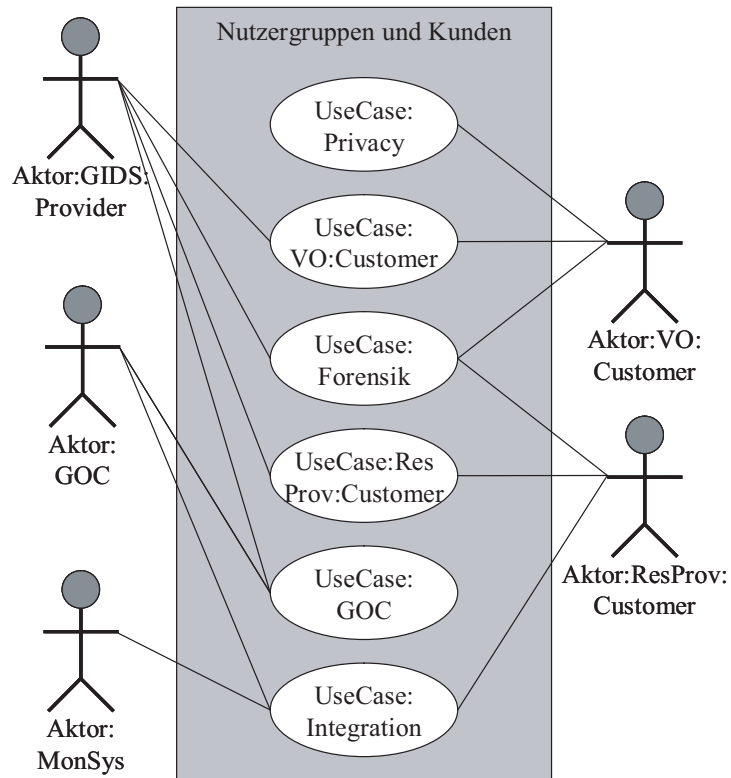 Nutzergruppen und Kunden
UseCase:
Privacy
Aktor:GIDS:
Provider
UseCase:
VO:Customer
UseCase:
Forensik
Aktor:VO:
Customer
Aktor:
GOC
UseCase:Res
Prov:Customer
UseCase:
GOC
Aktor:ResProv:
Customer
UseCase:
Integration
Aktor:
MonSys